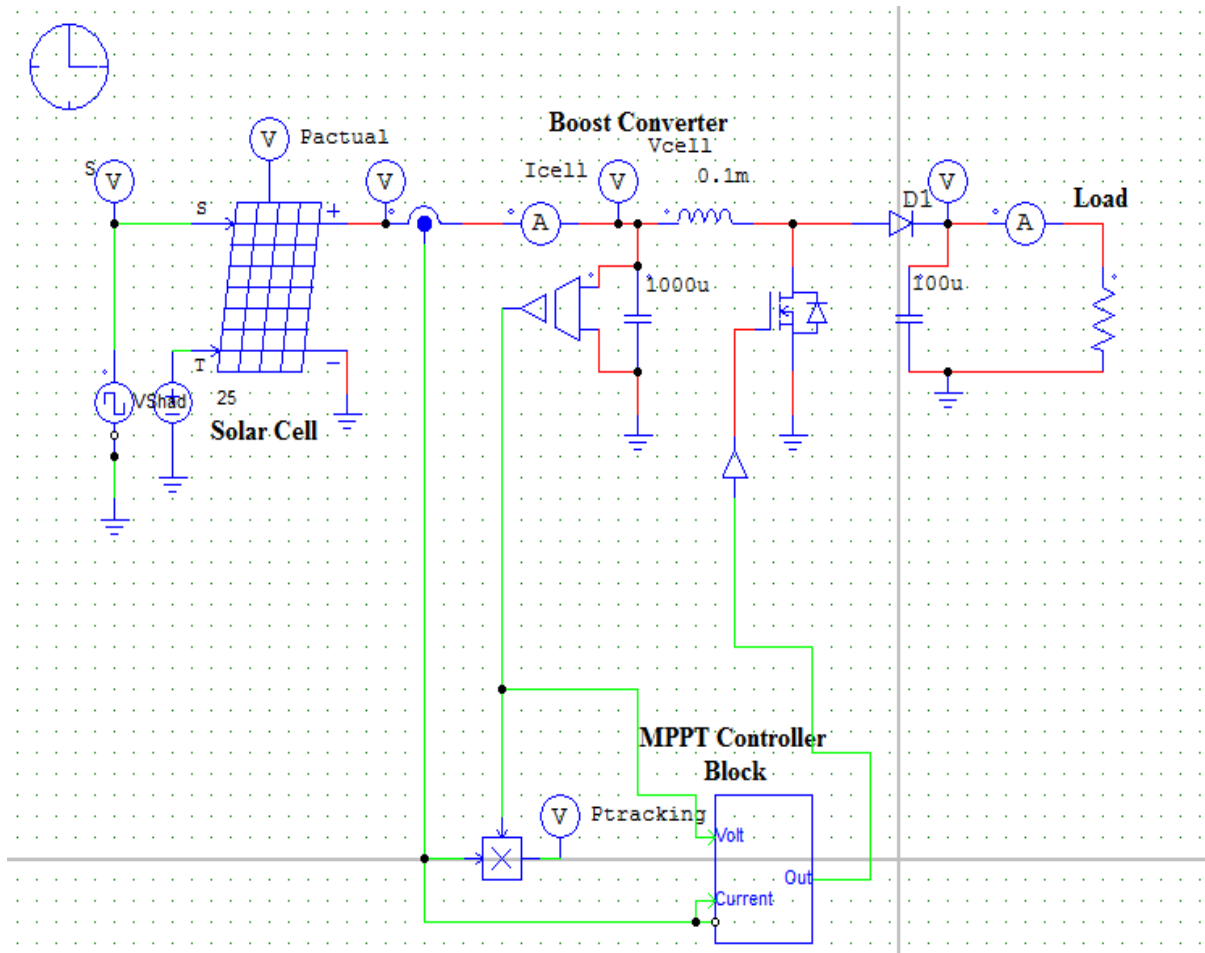 Boost Converter
V Pactual
Vcell
S V
V
Icell V 0.1m
V
D1
Load
S +
A
A
1000u
100u
T -
VShad 25
Solar Cell
MPPT Controller
Block
V Ptracking
Volt
Out
Current